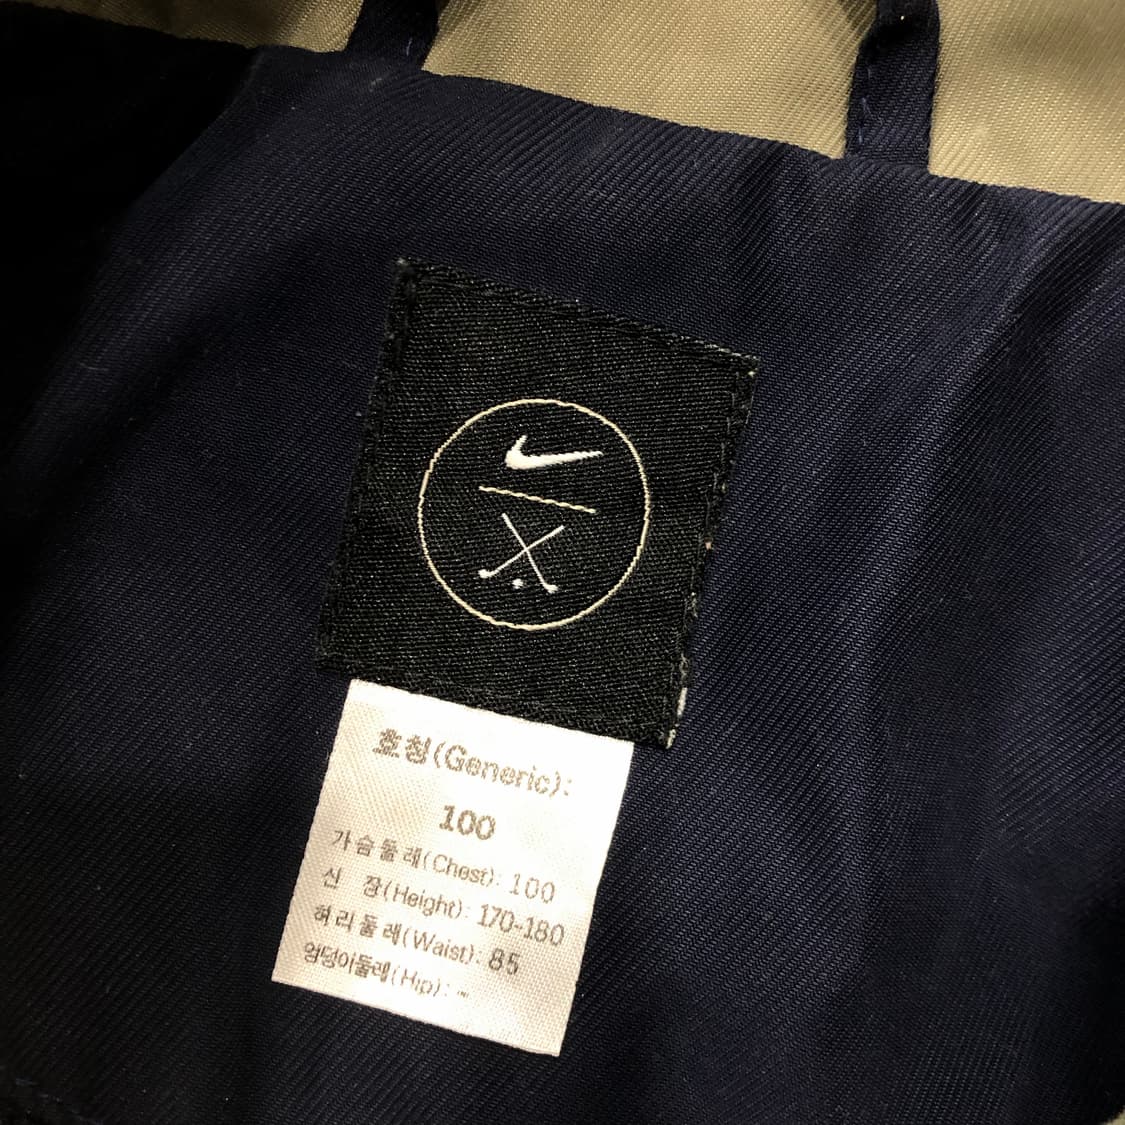 호칭(Generic):
100
가슴둘레(Chest): 100
신 장(Height): 170-180
허리둘레(Waist): 85
엉덩이둘레(Hip): -